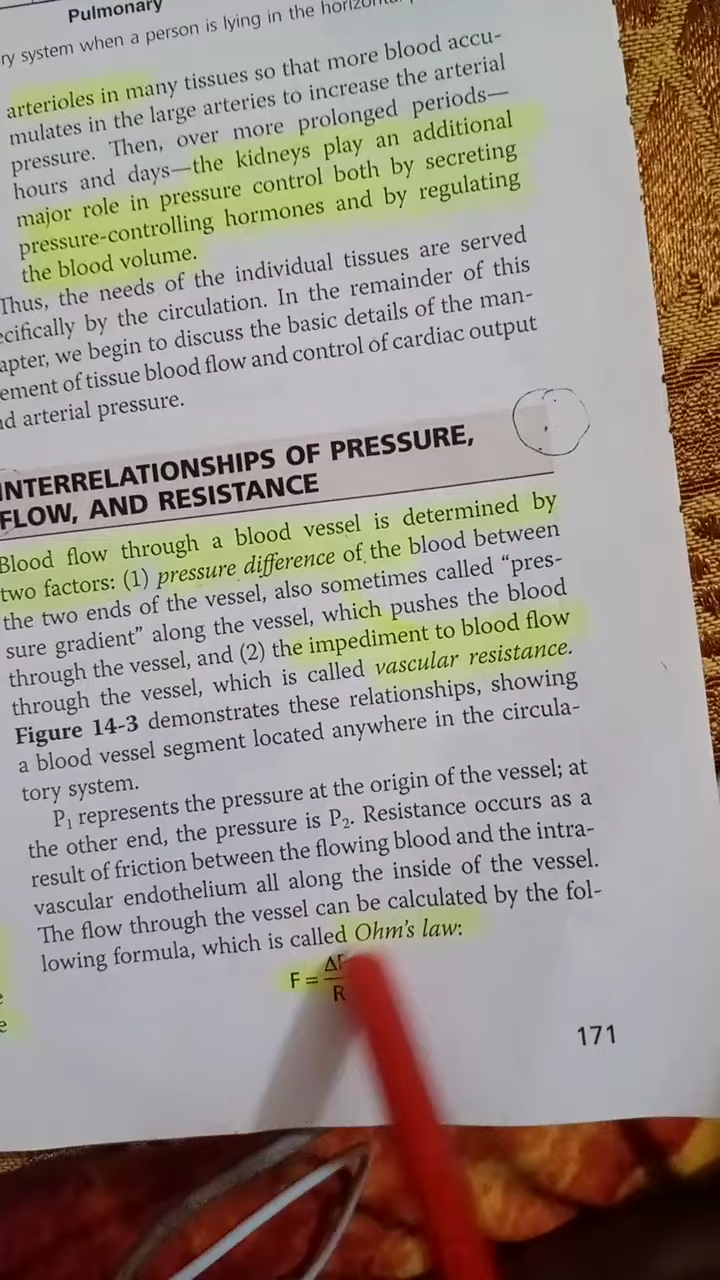 Pulmonary
ry system when a person is lying in the
arterioles in many tissues so that more blood accu-
mulates in the large arteries to increase the arterial
pressure. Then, over more prolonged periods—
hours and days—the kidneys play an additional
major role in pressure control both by secreting
pressure-controlling hormones and by regulating
the blood volume.
Thus, the needs of the individual tissues are served
ecifically by the circulation. In the remainder of this
apter, we begin to discuss the basic details of the man-
ement of tissue blood flow and control of cardiac output
nd arterial pressure.
INTERRELATIONSHIPS OF PRESSURE,
FLOW, AND RESISTANCE
Blood flow through a blood vessel is determined by
two factors: (1) pressure difference of the blood between
the two ends of the vessel, also sometimes called “pres-
sure gradient” along the vessel, which pushes the blood
through the vessel, and (2) the impediment to blood flow
through the vessel, which is called vascular resistance.
Figure 14-3 demonstrates these relationships, showing
a blood vessel segment located anywhere in the circula-
tory system.
P₁ represents the pressure at the origin of the vessel; at
the other end, the pressure is P₂. Resistance occurs as a
result of friction between the flowing blood and the intra-
vascular endothelium all along the inside of the vessel.
The flow through the vessel can be calculated by the fol-
lowing formula, which is called Ohm’s law:
Δ
F =
R
e
e
171